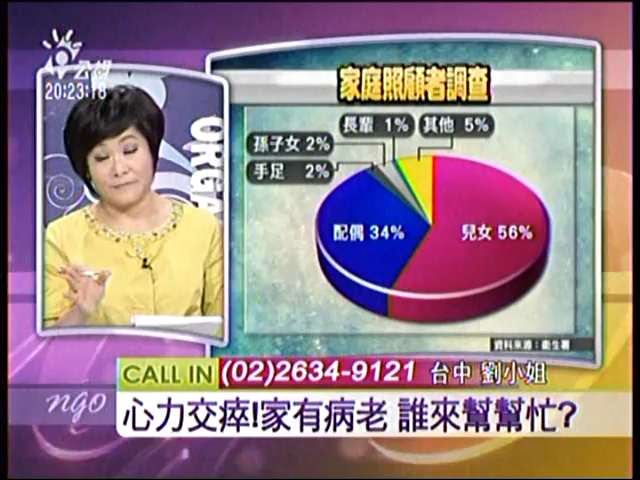 公視
20:23:18
ORGA
家庭照顧者調查
長輩 1%
其他 5%
孫子女 2%
手足 2%
配偶 34%
兒女 56%
資料來源：衛生署
CALL IN (02)2634-9121 台中 劉小姐
ngo 心力交瘁!家有病老 誰來幫幫忙?